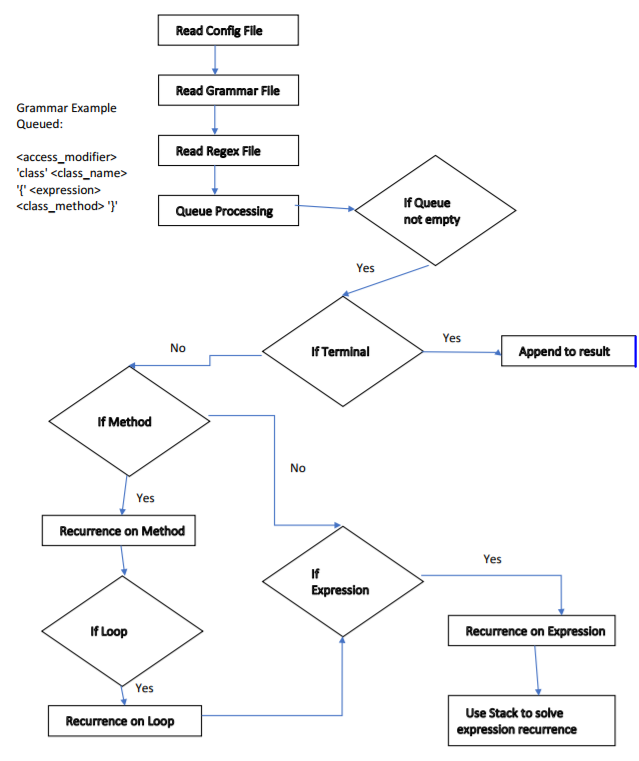 Read Config File
Read Grammar File
Grammar Example
Queued:
Read Regex File
<access_modifier>
'class' <class_name>
'{' <expression>
<class_method> '}'
Queue Processing
If Queue
not empty
Yes
If Terminal
Yes
Append to result
No
If Method
No
Yes
Recurrence on Method
If
Expression
Yes
Recurrence on Expression
If Loop
Yes
Recurrence on Loop
Use Stack to solve
expression recurrence